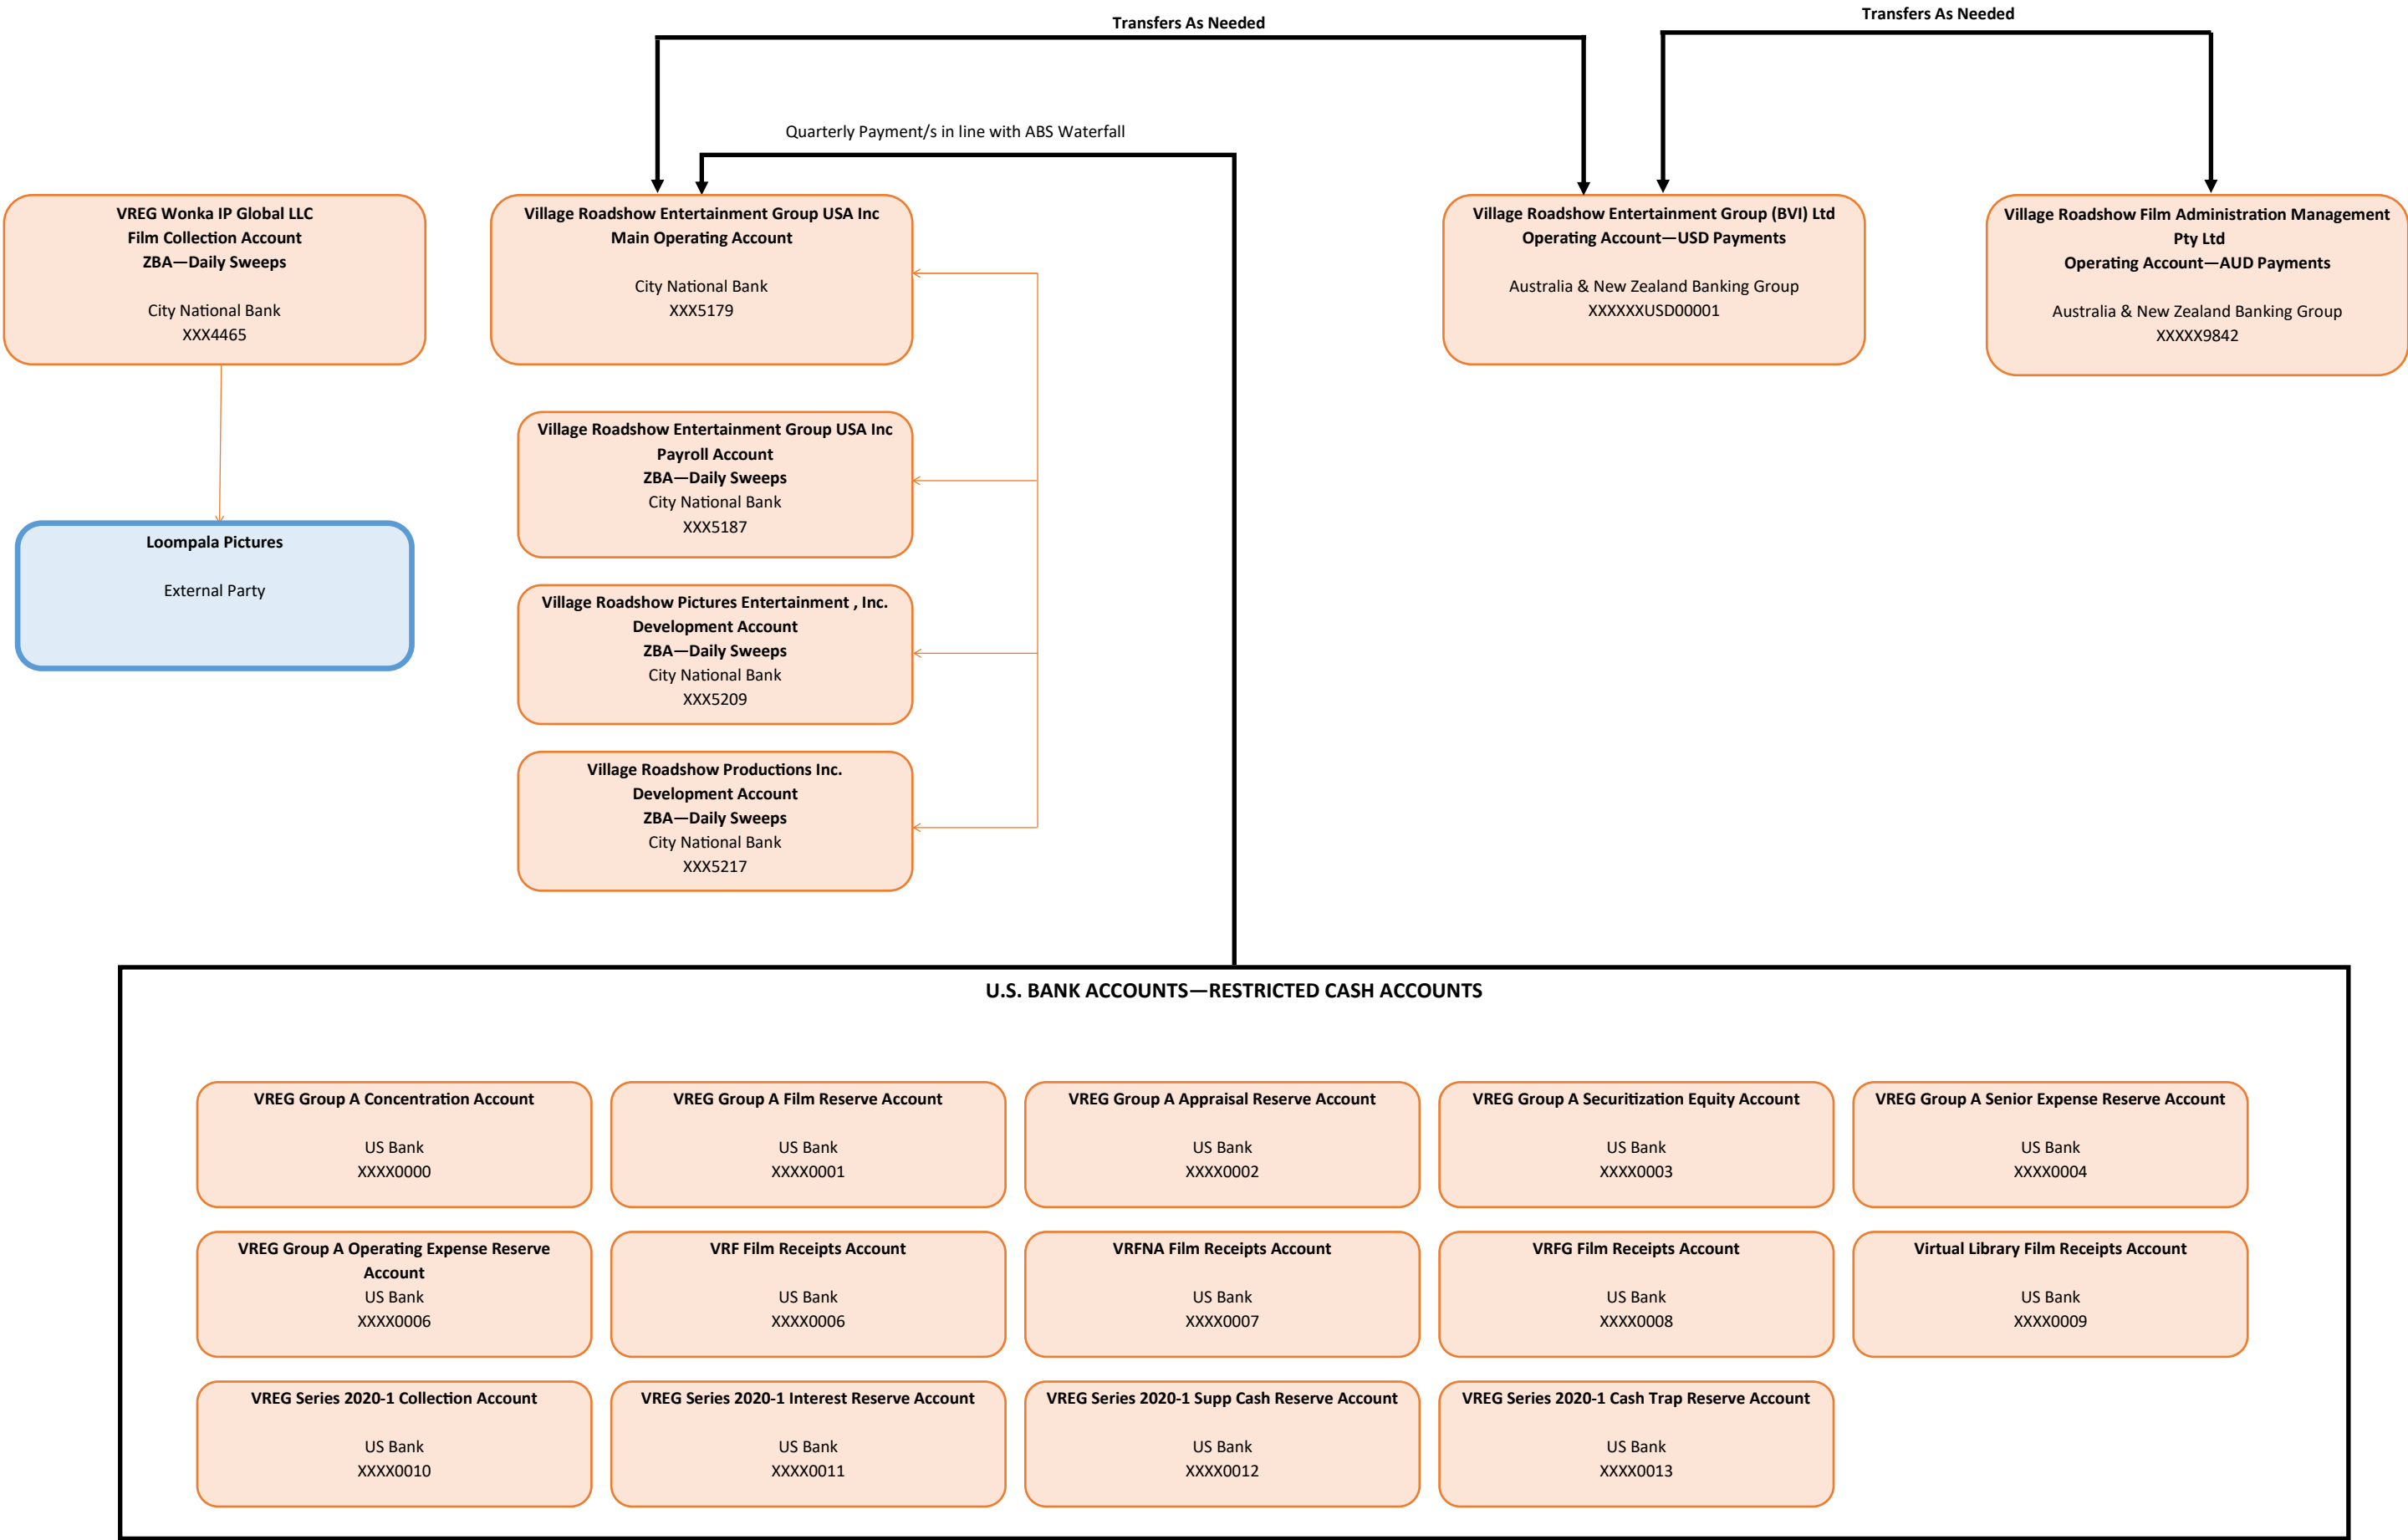 Transfers As Needed
Transfers As Needed
Quarterly Payment/s in line with ABS Waterfall
VREG Wonka IP Global LLC
Film Collection Account
ZBA—Daily Sweeps
City National Bank
XXX4465
Village Roadshow Entertainment Group USA Inc
Main Operating Account
City National Bank
XXX5179
Village Roadshow Entertainment Group (BVI) Ltd
Operating Account—USD Payments
Australia & New Zealand Banking Group
XXXXXXUSD00001
Village Roadshow Film Administration Management
Pty Ltd
Operating Account—AUD Payments
Australia & New Zealand Banking Group
XXXXX9842
Village Roadshow Entertainment Group USA Inc
Payroll Account
ZBA—Daily Sweeps
City National Bank
XXX5187
Loompala Pictures
External Party
Village Roadshow Pictures Entertainment , Inc.
Development Account
ZBA—Daily Sweeps
City National Bank
XXX5209
Village Roadshow Productions Inc.
Development Account
ZBA—Daily Sweeps
City National Bank
XXX5217
U.S. BANK ACCOUNTS—RESTRICTED CASH ACCOUNTS
VREG Group A Concentration Account
US Bank
XXXX0000
VREG Group A Film Reserve Account
US Bank
XXXX0001
VREG Group A Appraisal Reserve Account
US Bank
XXXX0002
VREG Group A Securitization Equity Account
US Bank
XXXX0003
VREG Group A Senior Expense Reserve Account
US Bank
XXXX0004
VREG Group A Operating Expense Reserve
Account
US Bank
XXXX0006
VRF Film Receipts Account
US Bank
XXXX0006
VRFNA Film Receipts Account
US Bank
XXXX0007
VRFG Film Receipts Account
US Bank
XXXX0008
Virtual Library Film Receipts Account
US Bank
XXXX0009
VREG Series 2020-1 Collection Account
US Bank
XXXX0010
VREG Series 2020-1 Interest Reserve Account
US Bank
XXXX0011
VREG Series 2020-1 Supp Cash Reserve Account
US Bank
XXXX0012
VREG Series 2020-1 Cash Trap Reserve Account
US Bank
XXXX0013